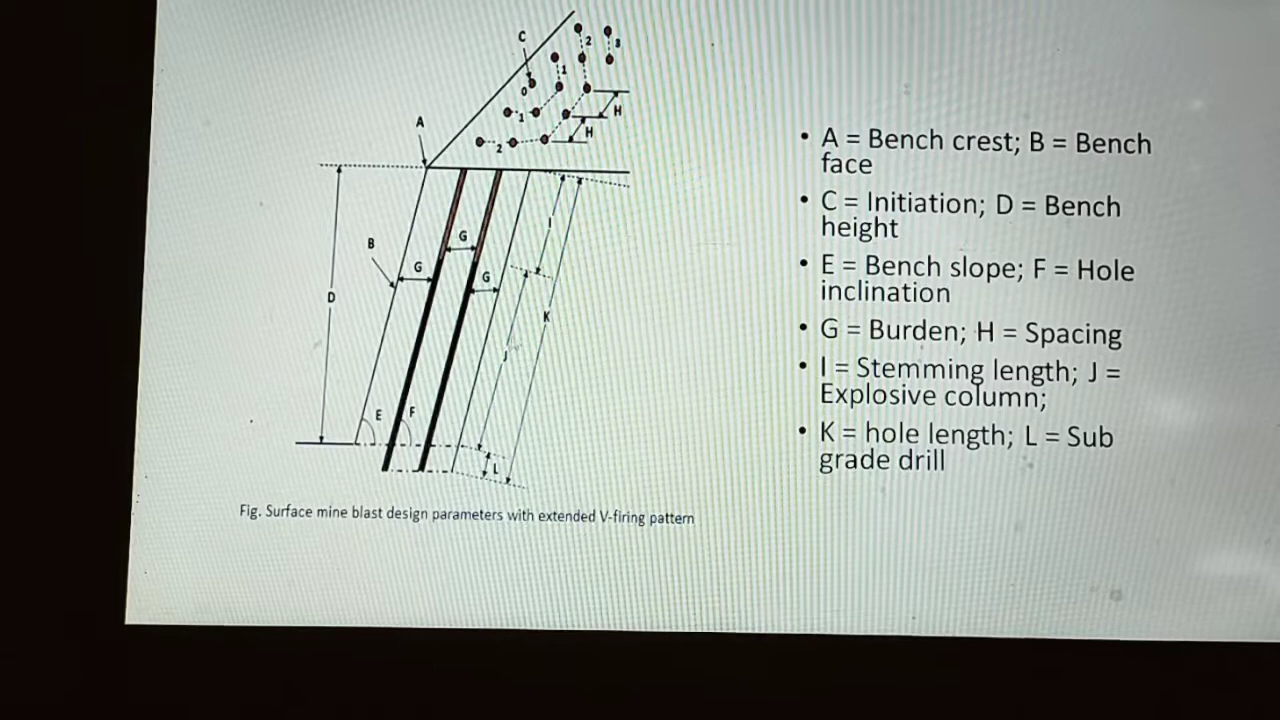 C
2
3
1
0
A
1
H
2
H
I
B
G
G
G
D
K
J
E
F
L
Fig. Surface mine blast design parameters with extended V-firing pattern
• A = Bench crest; B = Bench
face
• C = Initiation; D = Bench
height
• E = Bench slope; F = Hole
inclination
• G = Burden; H = Spacing
• I = Stemming length; J =
Explosive column;
• K = hole length; L = Sub
grade drill